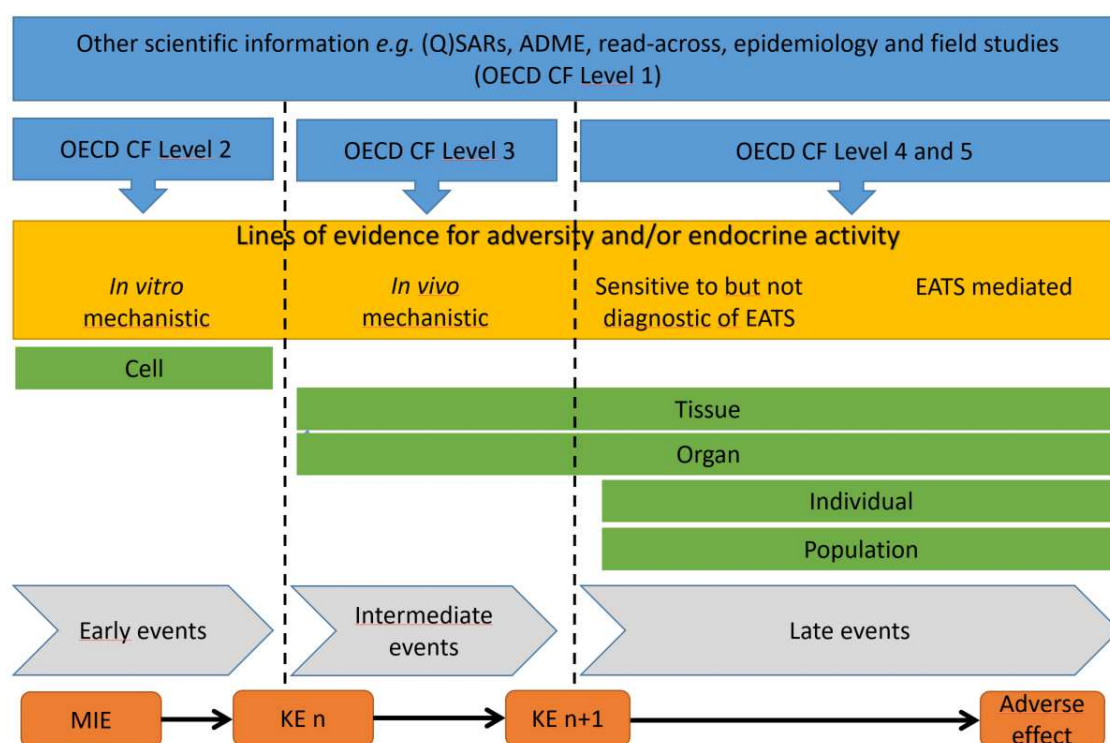 Other scientific information e.g. (Q)SARs, ADME, read-across, epidemiology and field studies
(OECD CF Level 1)
OECD CF Level 2
OECD CF Level 3
OECD CF Level 4 and 5
Lines of evidence for adversity and/or endocrine activity
In vitro
mechanistic
In vivo
mechanistic
Sensitive to but not
diagnostic of EATS
EATS mediated
Cell
Tissue
Organ
Individual
Population
Early events
Intermediate
events
Late events
MIE
KE n
KE n+1
Adverse
effect